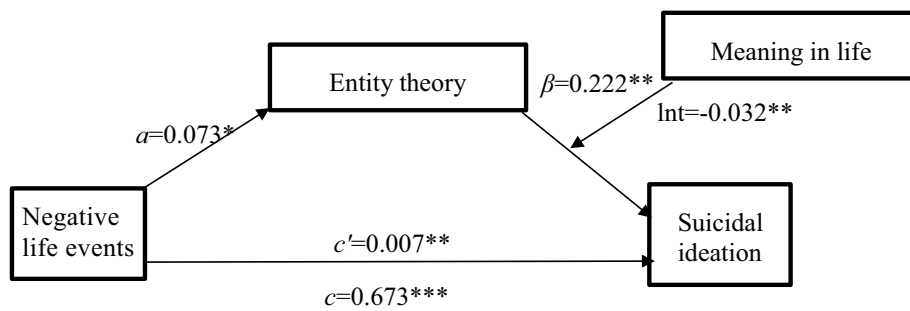 Meaning in life
Entity theory
β=0.222**
lnt=-0.032**
a=0.073*
Negative
life events
Suicidal
ideation
c'=0.007**
c=0.673***